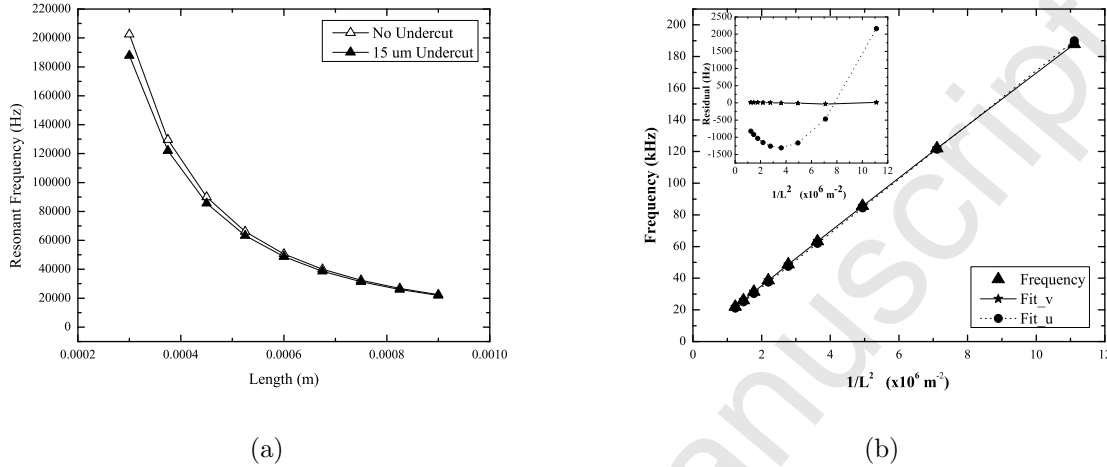 220000
200000
180000
160000
140000
120000
100000
80000
60000
40000
20000
0
Resonant Frequency (Hz)
No Undercut
15 um Undercut
0.0002 0.0004 0.0006 0.0008 0.0010
Length (m)
(a)
200
180
160
140
120
100
80
60
40
20
0
Frequency (kHz)
2500
2000
1500
1000
500
0
-500
-1000
-1500
Residual (Hz)
0 2 4 6 8 10 12
1/L² (x10⁶ m⁻²)
Frequency
Fit_v
Fit_u
0 2 4 6 8 10 12
1/L² (x10⁶ m⁻²)
(b)
anuscript